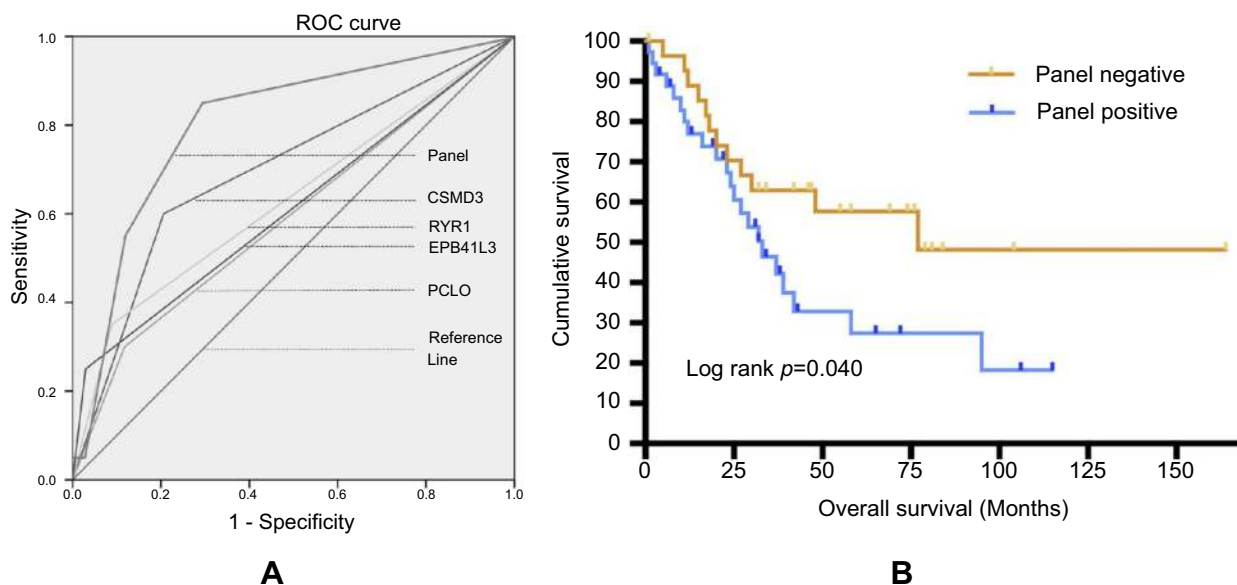 ROC curve
1.0
0.8
0.6
0.4
0.2
0.0
Sensitivity
Panel
CSMD3
RYR1
EPB41L3
PCLO
Reference
Line
0.0 0.2 0.4 0.6 0.8 1.0
1 - Specificity
A
100
90
80
70
60
50
40
30
20
10
0
Cumulative survival
Panel negative
Panel positive
Log rank p=0.040
0 25 50 75 100 125 150
Overall survival (Months)
B